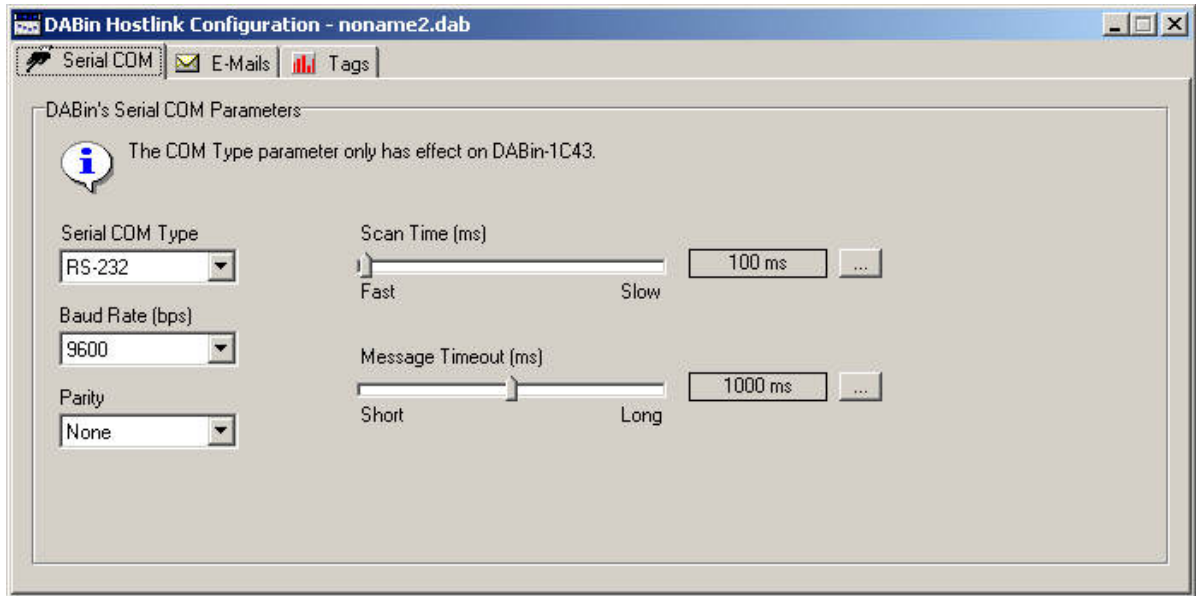 DABin Hostlink Configuration - noname2.dab
Serial COM
E-Mails
Tags
DABin's Serial COM Parameters
The COM Type parameter only has effect on DABin-1C43.
Serial COM Type
RS-232
Baud Rate (bps)
9600
Parity
None
Scan Time (ms)
Fast
Slow
100 ms
...
Message Timeout (ms)
Short
Long
1000 ms
...